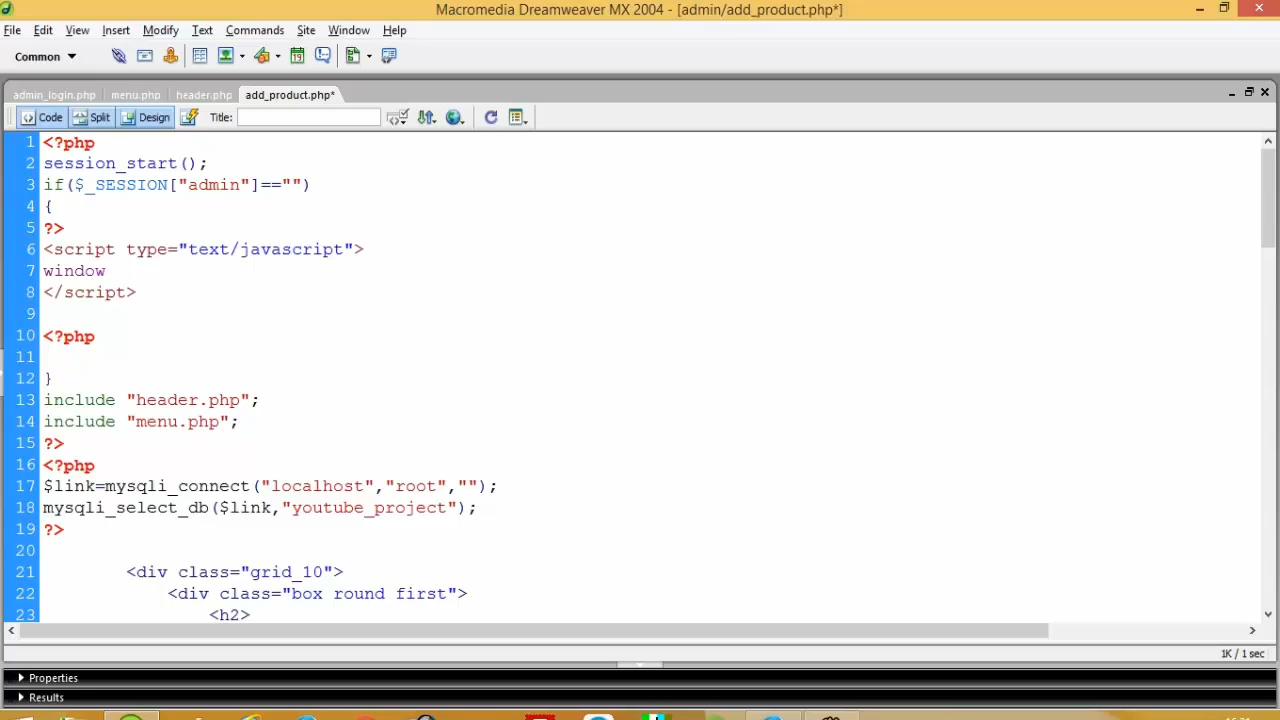 Macromedia Dreamweaver MX 2004 - [admin/add_product.php*]
File Edit View Insert Modify Text Commands Site Window Help
Common
admin_login.php menu.php header.php add_product.php*
Code Split Design Title:
1 <?php
2 session_start();
3 if($_SESSION["admin"]=="")
4 {
5 ?>
6 <script type="text/javascript">
7 window
8 </script>
9
10 <?php
11
12 }
13 include "header.php";
14 include "menu.php";
15 ?>
16 <?php
17 $link=mysqli_connect("localhost","root","");
18 mysqli_select_db($link,"youtube_project");
19 ?>
20
21 <div class="grid_10">
22 <div class="box round first">
23 <h2>
1K / 1 sec
Properties
Results